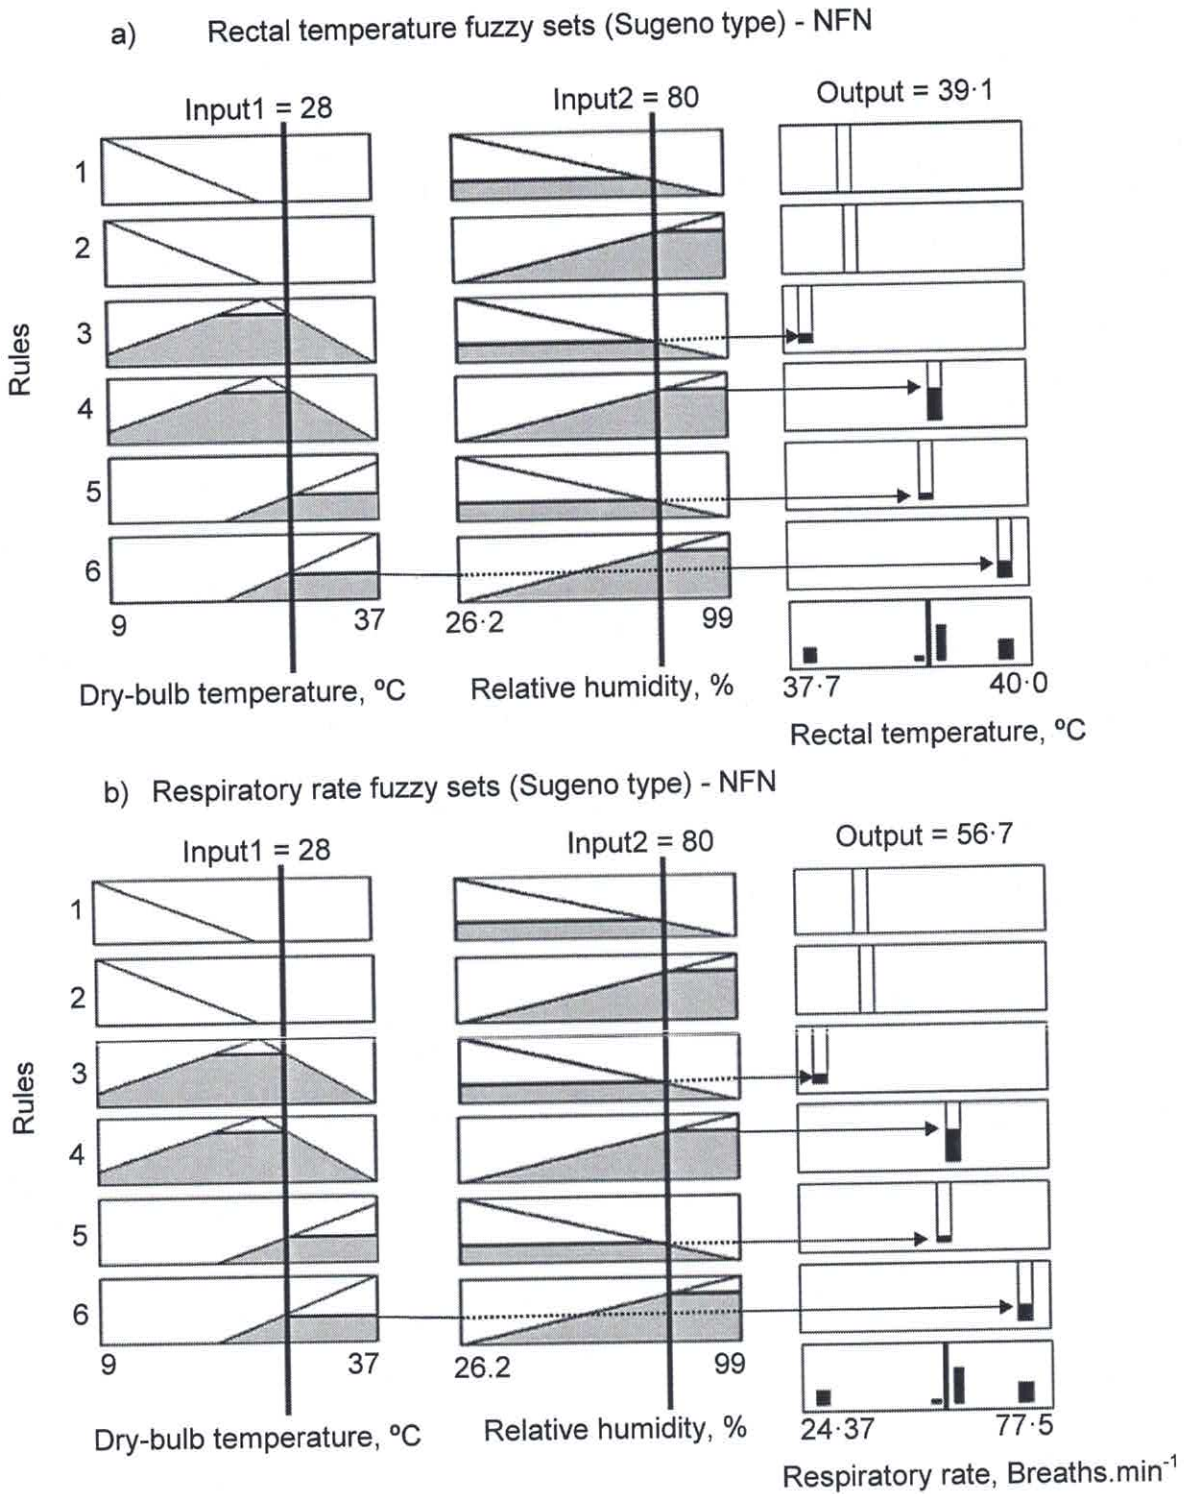 a) Rectal temperature fuzzy sets (Sugeno type) - NFN
Input1 = 28 Input2 = 80 Output = 39·1
1
2
3
4
5
6
Rules
9 37 26·2 99 37·7 40·0
Dry-bulb temperature, ºC Relative humidity, %
Rectal temperature, ºC
b) Respiratory rate fuzzy sets (Sugeno type) - NFN
Input1 = 28 Input2 = 80 Output = 56·7
1
2
3
4
5
6
Rules
9 37 26.2 99 24·37 77·5
Dry-bulb temperature, ºC Relative humidity, %
Respiratory rate, Breaths.min-1